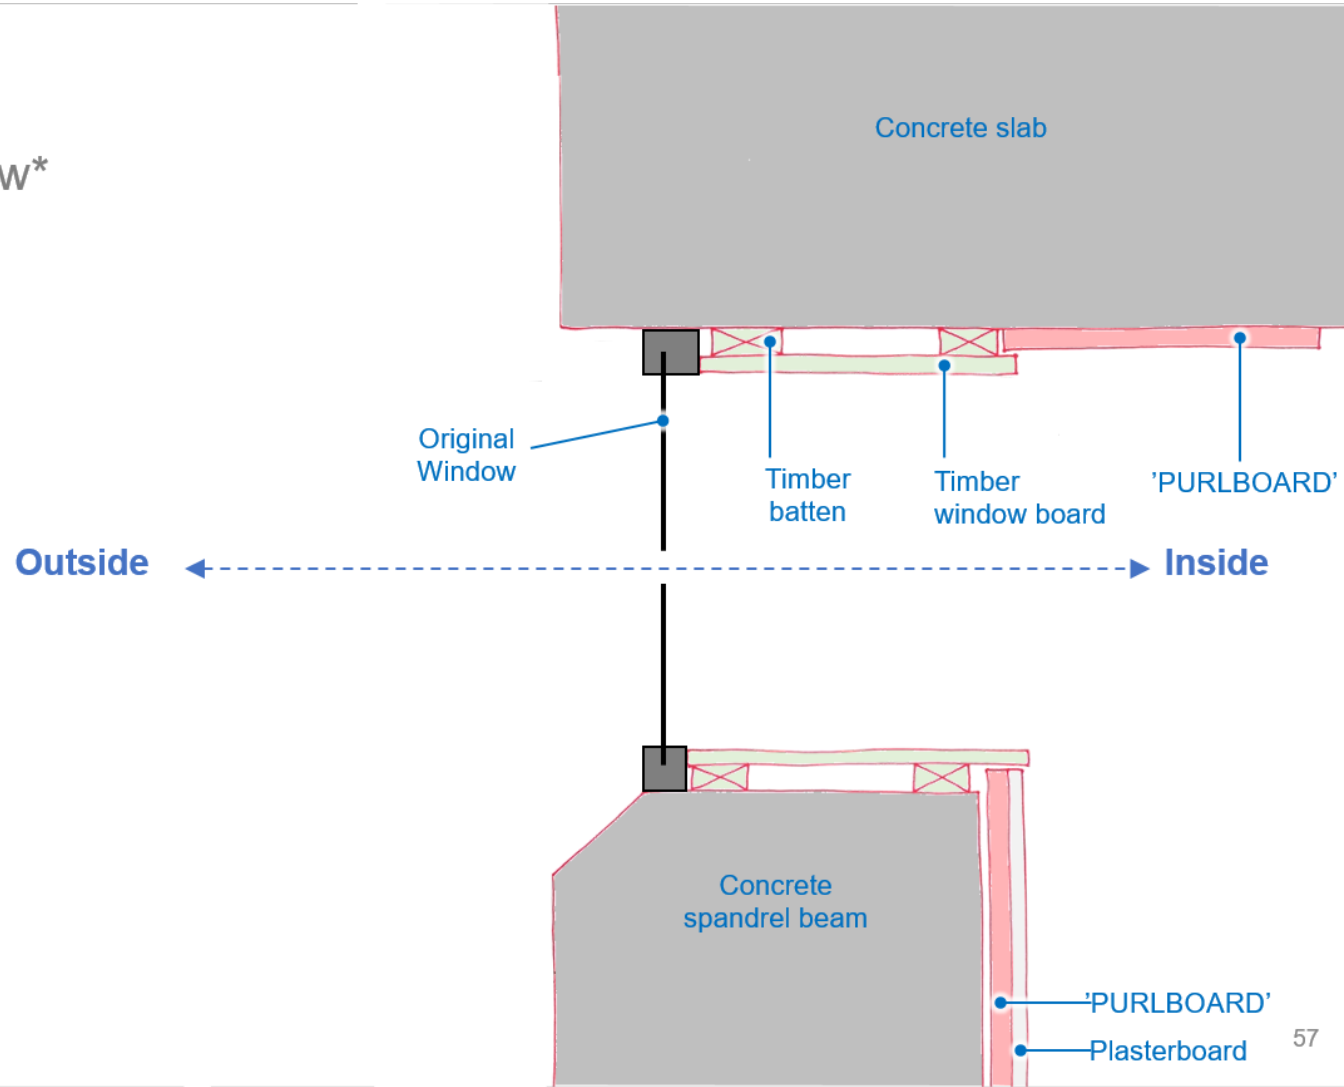 Concrete slab
w*
Original
Window
Timber
batten
Timber
window board
’PURLBOARD’
Outside
Inside
Concrete
spandrel beam
’PURLBOARD’
Plasterboard
57